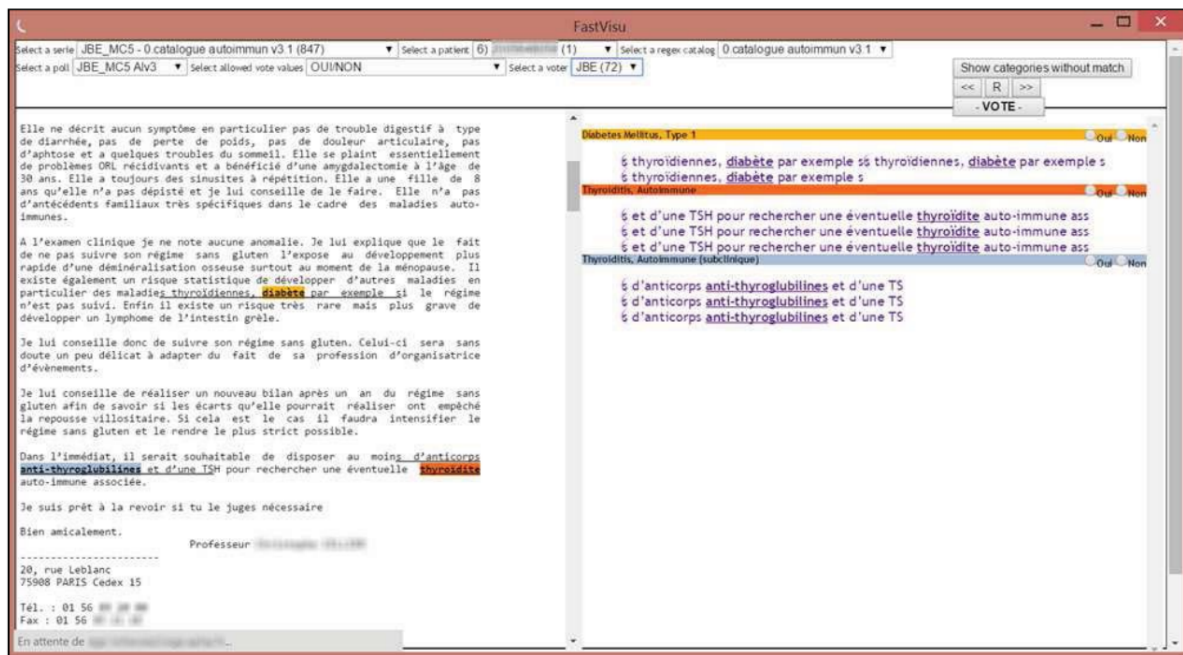 FastVisu
Select a serie JBE_MC5 - 0.catalogue autoimmun v3.1 (847) Select a patient 6) (1) Select a regex catalog 0.catalogue autoimmun v3.1
Select a poll JBE_MC5 AIv3 Select allowed vote values OUI/NON Select a voter JBE (72)
Show categories without match
<< R >>
- VOTE -
Elle ne décrit aucun symptôme en particulier pas de trouble digestif à type
de diarrhée, pas de perte de poids, pas de douleur articulaire, pas
d'aphtose et a quelques troubles du sommeil. Elle se plaint essentiellement
de problèmes ORL récidivants et a bénéficié d'une amygdalectomie à l'âge de
30 ans. Elle a toujours des sinusites à répétition. Elle a une fille de 8
ans qu'elle n'a pas dépisté et je lui conseille de le faire. Elle n'a pas
d'antécédents familiaux très spécifiques dans le cadre des maladies auto-
immunes.
A l'examen clinique je ne note aucune anomalie. Je lui explique que le fait
de ne pas suivre son régime sans gluten l'expose au développement plus
rapide d'une déminéralisation osseuse surtout au moment de la ménopause. Il
existe également un risque statistique de développer d'autres maladies en
particulier des maladies thyroïdiennes, diabète par exemple si le régime
n'est pas suivi. Enfin il existe un risque très rare mais plus grave de
développer un lymphome de l'intestin grèle.
Je lui conseille donc de suivre son régime sans gluten. Celui-ci sera sans
doute un peu délicat à adapter du fait de sa profession d'organisatrice
d'évènements.
Je lui conseille de réaliser un nouveau bilan après un an du régime sans
gluten afin de savoir si les écarts qu'elle pourrait réaliser ont empêché
la repousse villositaire. Si cela est le cas il faudra intensifier le
régime sans gluten et le rendre le plus strict possible.
Dans l'immédiat, il serait souhaitable de disposer au moins d'anticorps
anti-thyroglubilines et d'une TSH pour rechercher une éventuelle thyroïdite
auto-immune associée.
Je suis prêt à la revoir si tu le juges nécessaire
Bien amicalement.
Professeur
-----------------------
20, rue Leblanc
75908 PARIS Cedex 15
Tél. : 01 56
Fax : 01 56
En attente de ...
Diabetes Mellitus, Type 1 Oui Non
s thyroïdiennes, diabète par exemple s s thyroïdiennes, diabète par exemple s
s thyroïdiennes, diabète par exemple s
Thyroiditis, Autoimmune Oui Non
s et d'une TSH pour rechercher une éventuelle thyroïdite auto-immune ass
s et d'une TSH pour rechercher une éventuelle thyroïdite auto-immune ass
s et d'une TSH pour rechercher une éventuelle thyroïdite auto-immune ass
Thyroiditis, Autoimmune (subclinique) Oui Non
s d'anticorps anti-thyroglubilines et d'une TS
s d'anticorps anti-thyroglubilines et d'une TS
s d'anticorps anti-thyroglubilines et d'une TS